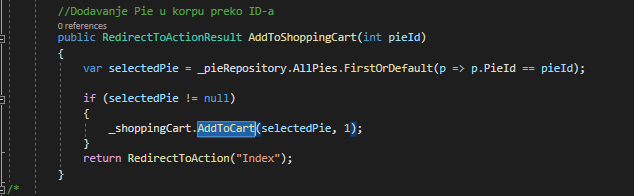 //Dodavanje Pie u korpu preko ID-a
0 references
public RedirectToActionResult AddToShoppingCart(int pieId)
{
var selectedPie = _pieRepository.AllPies.FirstOrDefault(p => p.PieId == pieId);
if (selectedPie != null)
{
_shoppingCart.AddToCart(selectedPie, 1);
}
return RedirectToAction("Index");
}
/*